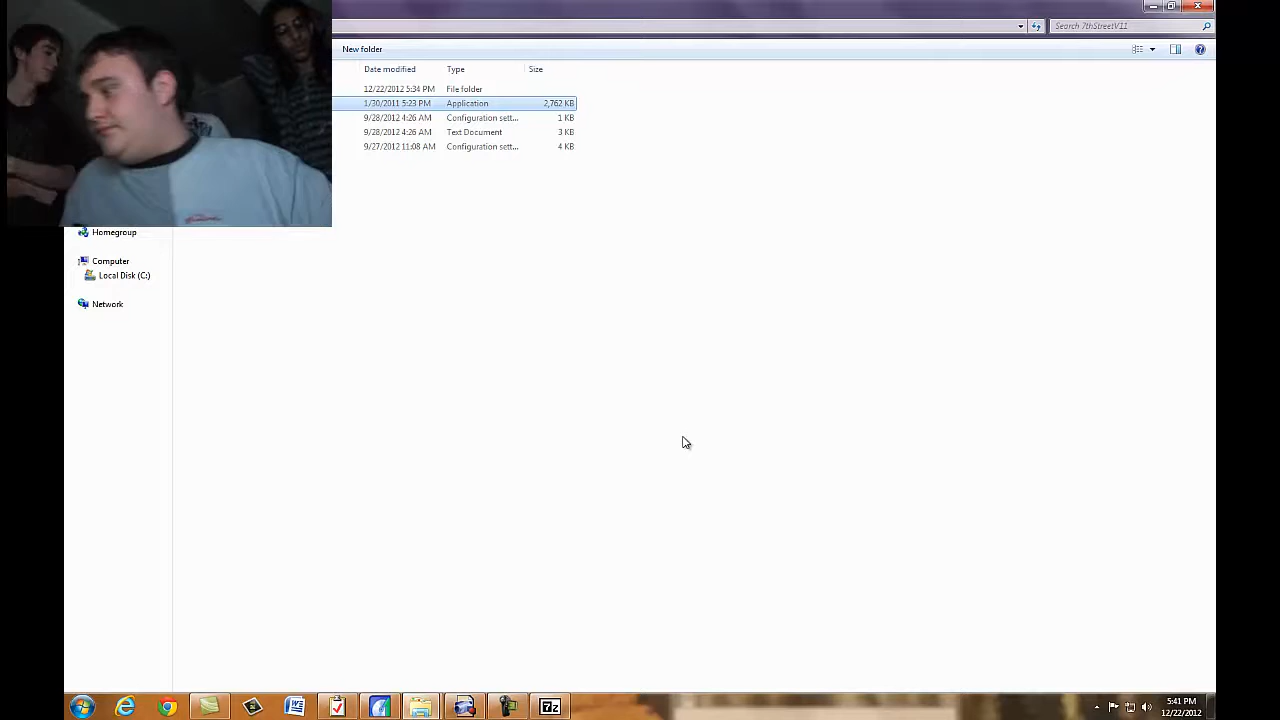 Search 7thStreetV11
New folder
Date modified Type Size
12/22/2012 5:34 PM File folder
1/30/2011 5:23 PM Application 2,762 KB
9/28/2012 4:26 AM Configuration sett... 1 KB
9/28/2012 4:26 AM Text Document 3 KB
9/27/2012 11:08 AM Configuration sett... 4 KB
Homegroup
Computer
Local Disk (C:)
Network
7z
5:41 PM
12/22/2012